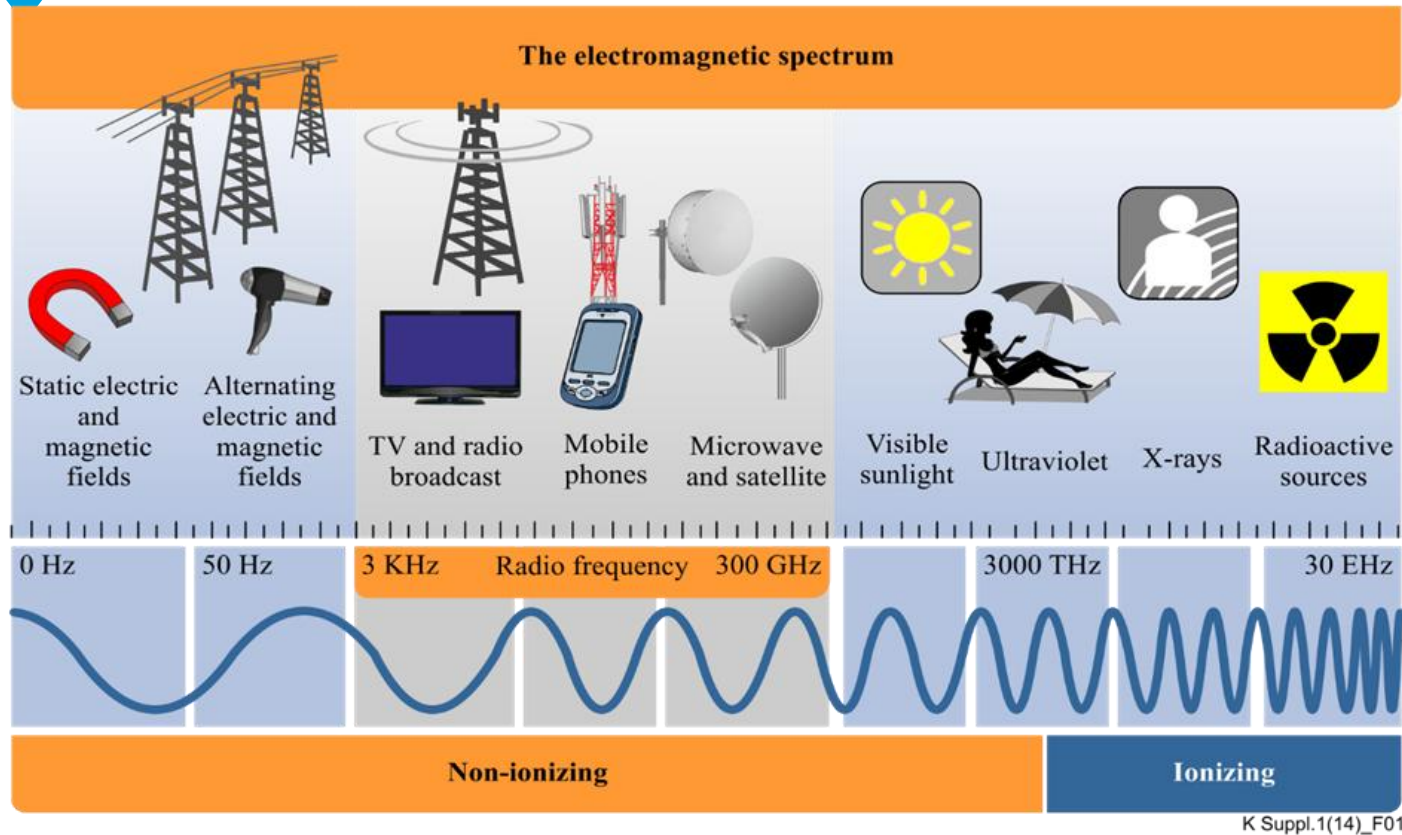 The electromagnetic spectrum
Static electric
and
magnetic
fields
Alternating
electric and
magnetic
fields
TV and radio
broadcast
Mobile
phones
Microwave
and satellite
Visible
sunlight
Ultraviolet
X-rays
Radioactive
sources
0 Hz
50 Hz
3 KHz
Radio frequency
300 GHz
3000 THz
30 EHz
Non-ionizing
Ionizing
K Suppl.1(14)_F01